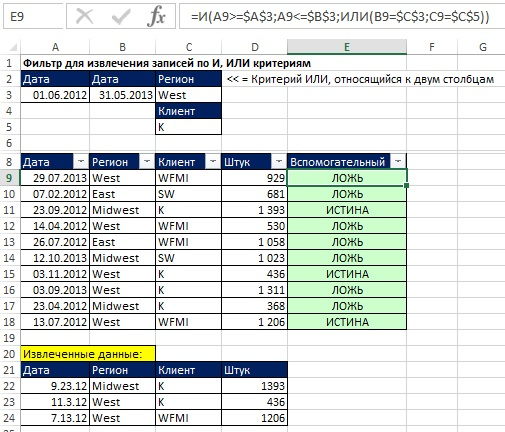 E9 fx =И(A9>=$A$3;A9<=$B$3;ИЛИ(B9=$C$3;C9=$C$5))
A B C D E F G
1 Фильтр для извлечения записей по И, ИЛИ критериям
2 Дата Дата Регион << = Критерий ИЛИ, относящийся к двум столбцам
3 01.06.2012 31.05.2013 West
4 Клиент
5 K
8 Дата Регион Клиент Штук Вспомогательный
9 29.07.2013 West WFMI 929 ЛОЖЬ
10 07.02.2012 East SW 681 ЛОЖЬ
11 23.09.2012 Midwest K 1 393 ИСТИНА
12 14.04.2012 West WFMI 530 ЛОЖЬ
13 26.07.2012 East WFMI 1 058 ЛОЖЬ
14 12.10.2013 Midwest SW 1 023 ЛОЖЬ
15 03.11.2012 West K 436 ИСТИНА
16 03.09.2013 West K 1 311 ЛОЖЬ
17 23.04.2012 Midwest K 368 ЛОЖЬ
18 13.07.2012 West WFMI 1 206 ИСТИНА
19
20 Извлеченные данные:
21 Дата Регион Клиент Штук
22 9.23.12 Midwest K 1393
23 11.3.12 West K 436
24 7.13.12 West WFMI 1206
25